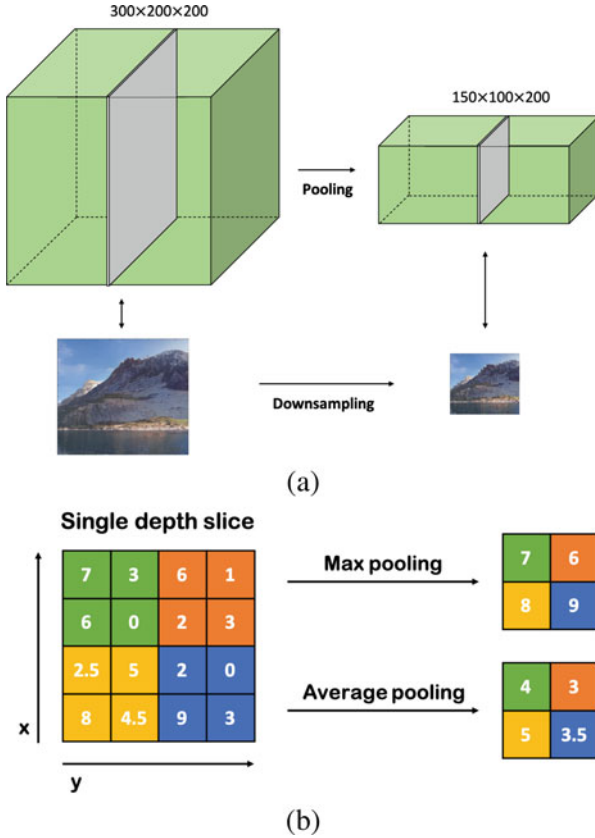 300×200×200
150×100×200
Pooling
Downsampling
(a)
Single depth slice
7 3 6 1
6 0 2 3
2.5 5 2 0
8 4.5 9 3
x
y
Max pooling
7 6
8 9
Average pooling
4 3
5 3.5
(b)